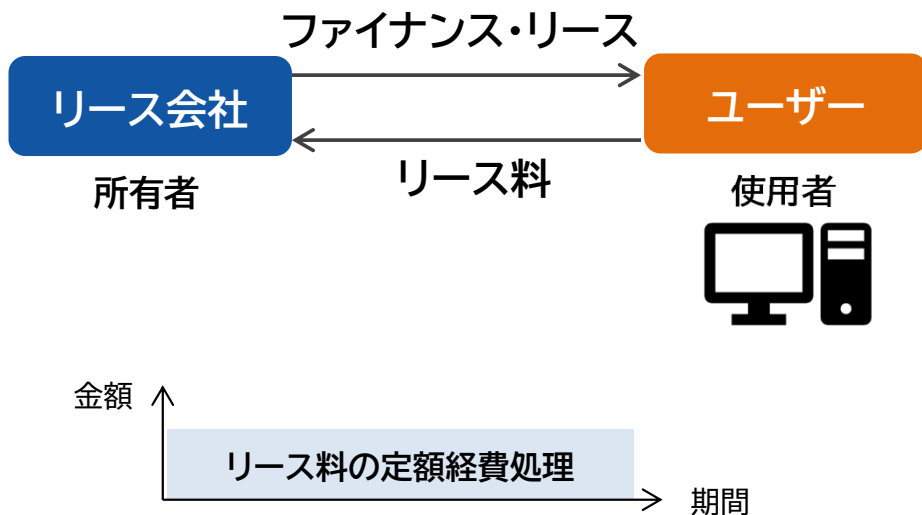 ファイナンス・リース
リース会社
ユーザー
リース料
所有者
使用者
金額
リース料の定額経費処理
期間